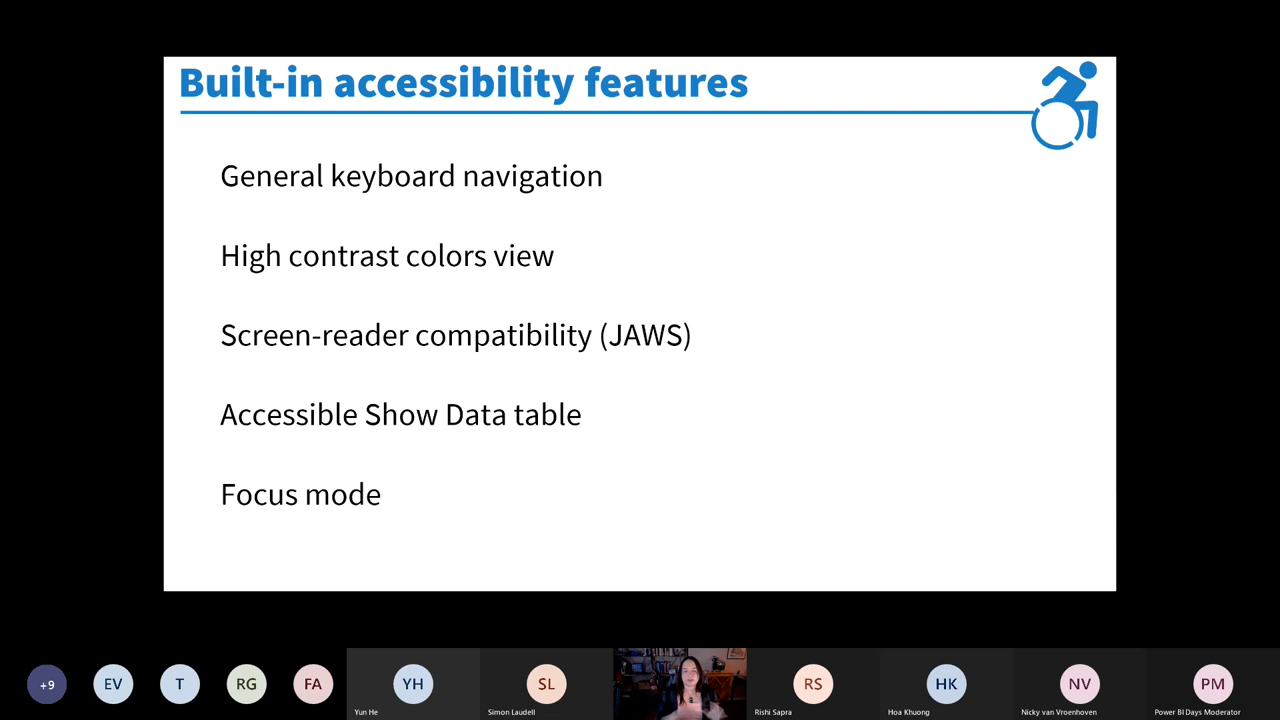 Built-in accessibility features
General keyboard navigation
High contrast colors view
Screen-reader compatibility (JAWS)
Accessible Show Data table
Focus mode
+9
EV
T
RG
FA
YH
SL
RS
HK
NV
PM
Yun He
Simon Laudell
Rishi Sapra
Hoa Khuong
Nicky van Vroenhoven
Power BI Days Moderator